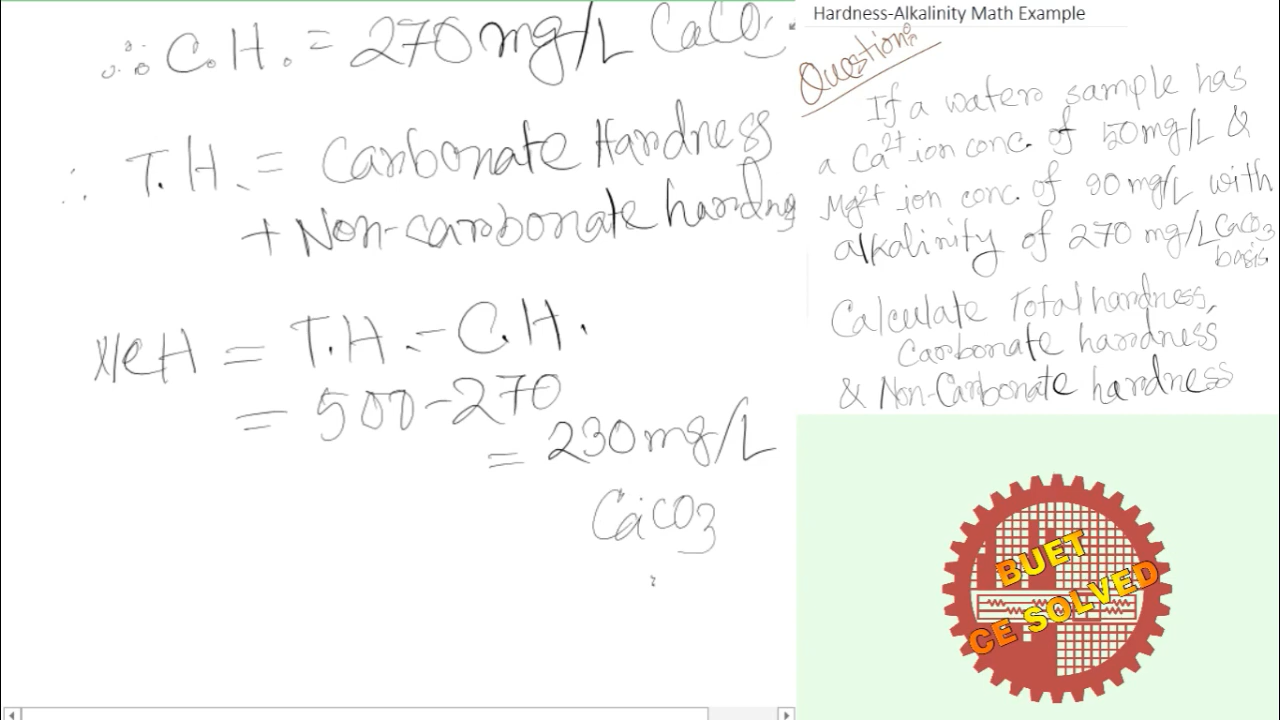 ∴ C.H. = 270 mg/L CaCO3
∴ T.H. = Carbonate Hardness
+ Non-carbonate hardness
NCH = T.H. - C.H.
= 500-270
= 230 mg/L
CaCO3
Hardness-Alkalinity Math Example
Question:
If a water sample has
a Ca2+ ion conc. of 50 mg/L &
Mg2+ ion conc. of 90 mg/L with
alkalinity of 270 mg/L CaCO3
basis.
Calculate Total hardness,
Carbonate hardness
& Non-Carbonate hardness
BUET
CE SOLVED